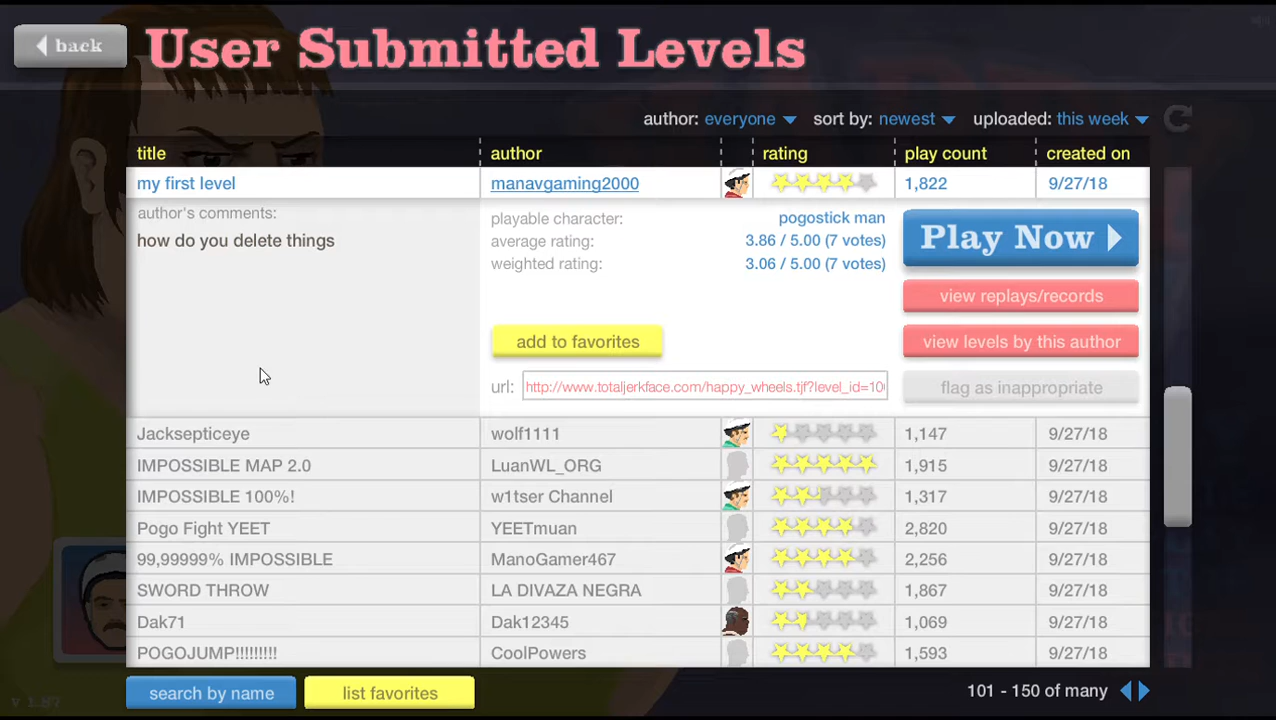 back
User Submitted Levels
author: everyone sort by: newest uploaded: this week
title author rating play count created on
my first level manavgaming2000 1,822 9/27/18
author's comments:
how do you delete things
playable character: pogostick man
average rating: 3.86 / 5.00 (7 votes)
weighted rating: 3.06 / 5.00 (7 votes)
Play Now
view replays/records
add to favorites
view levels by this author
url: http://www.totaljerkface.com/happy_wheels.tjf?level_id=10
flag as inappropriate
Jacksepticeye wolf1111 1,147 9/27/18
IMPOSSIBLE MAP 2.0 LuanWL_ORG 1,915 9/27/18
IMPOSSIBLE 100%! w1tser Channel 1,317 9/27/18
Pogo Fight YEET YEETmuan 2,820 9/27/18
99,99999% IMPOSSIBLE ManoGamer467 2,256 9/27/18
SWORD THROW LA DIVAZA NEGRA 1,867 9/27/18
Dak71 Dak12345 1,069 9/27/18
POGOJUMP!!!!!!!!! CoolPowers 1,593 9/27/18
search by name list favorites 101 - 150 of many
v 1.87